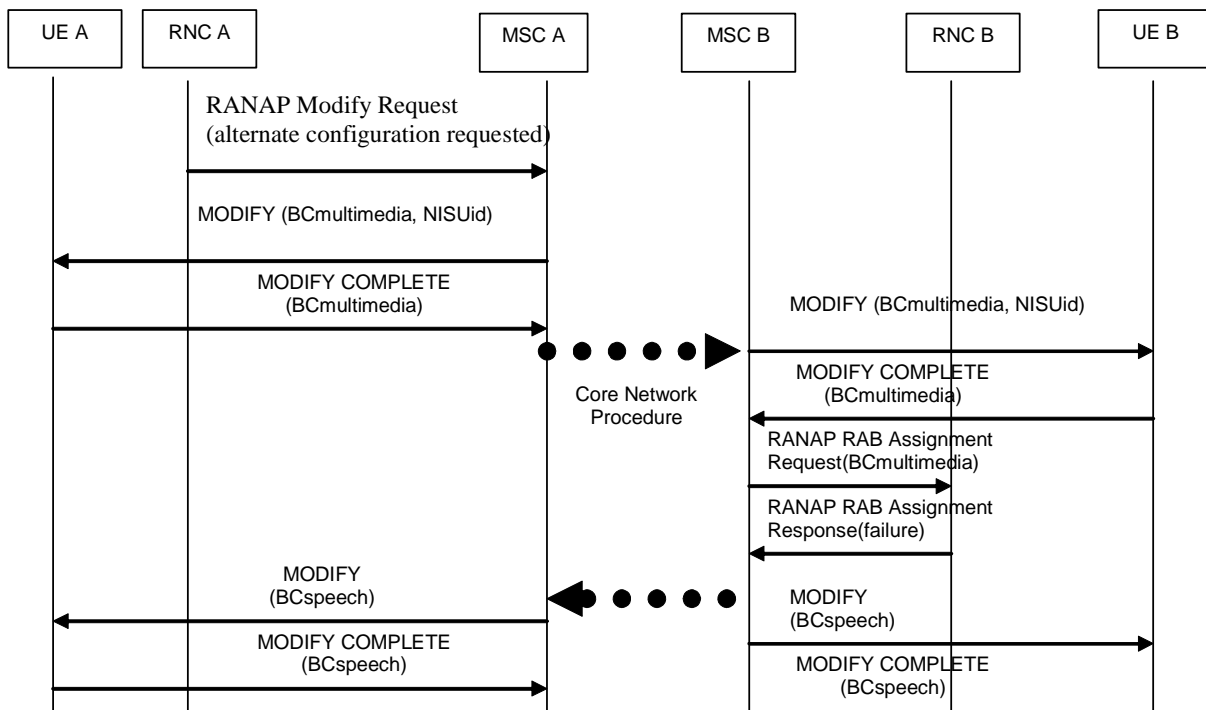 UE A
RNC A
MSC A
MSC B
RNC B
UE B
RANAP Modify Request
(alternate configuration requested)
MODIFY (BCmultimedia, NISUid)
MODIFY COMPLETE
(BCmultimedia)
MODIFY (BCmultimedia, NISUid)
Core Network
Procedure
MODIFY COMPLETE
(BCmultimedia)
RANAP RAB Assignment
Request(BCmultimedia)
RANAP RAB Assignment
Response(failure)
MODIFY
(BCspeech)
MODIFY
(BCspeech)
MODIFY COMPLETE
(BCspeech)
MODIFY COMPLETE
(BCspeech)